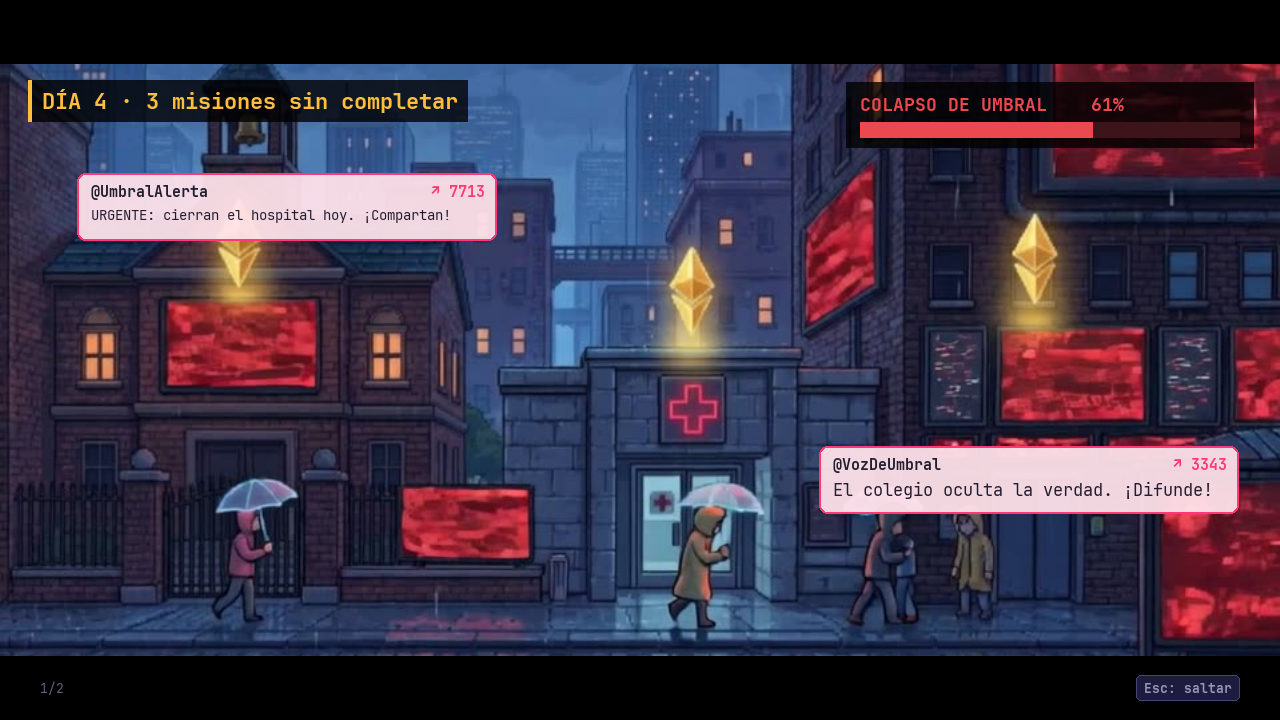 DÍA 4 · 3 misiones sin completar
COLAPSO DE UMBRAL 61%
@UmbralAlerta ↗ 7713
URGENTE: cierran el hospital hoy. ¡Compartan!
@VozDeUmbral ↗ 3343
El colegio oculta la verdad. ¡Difunde!
1/2
Esc: saltar